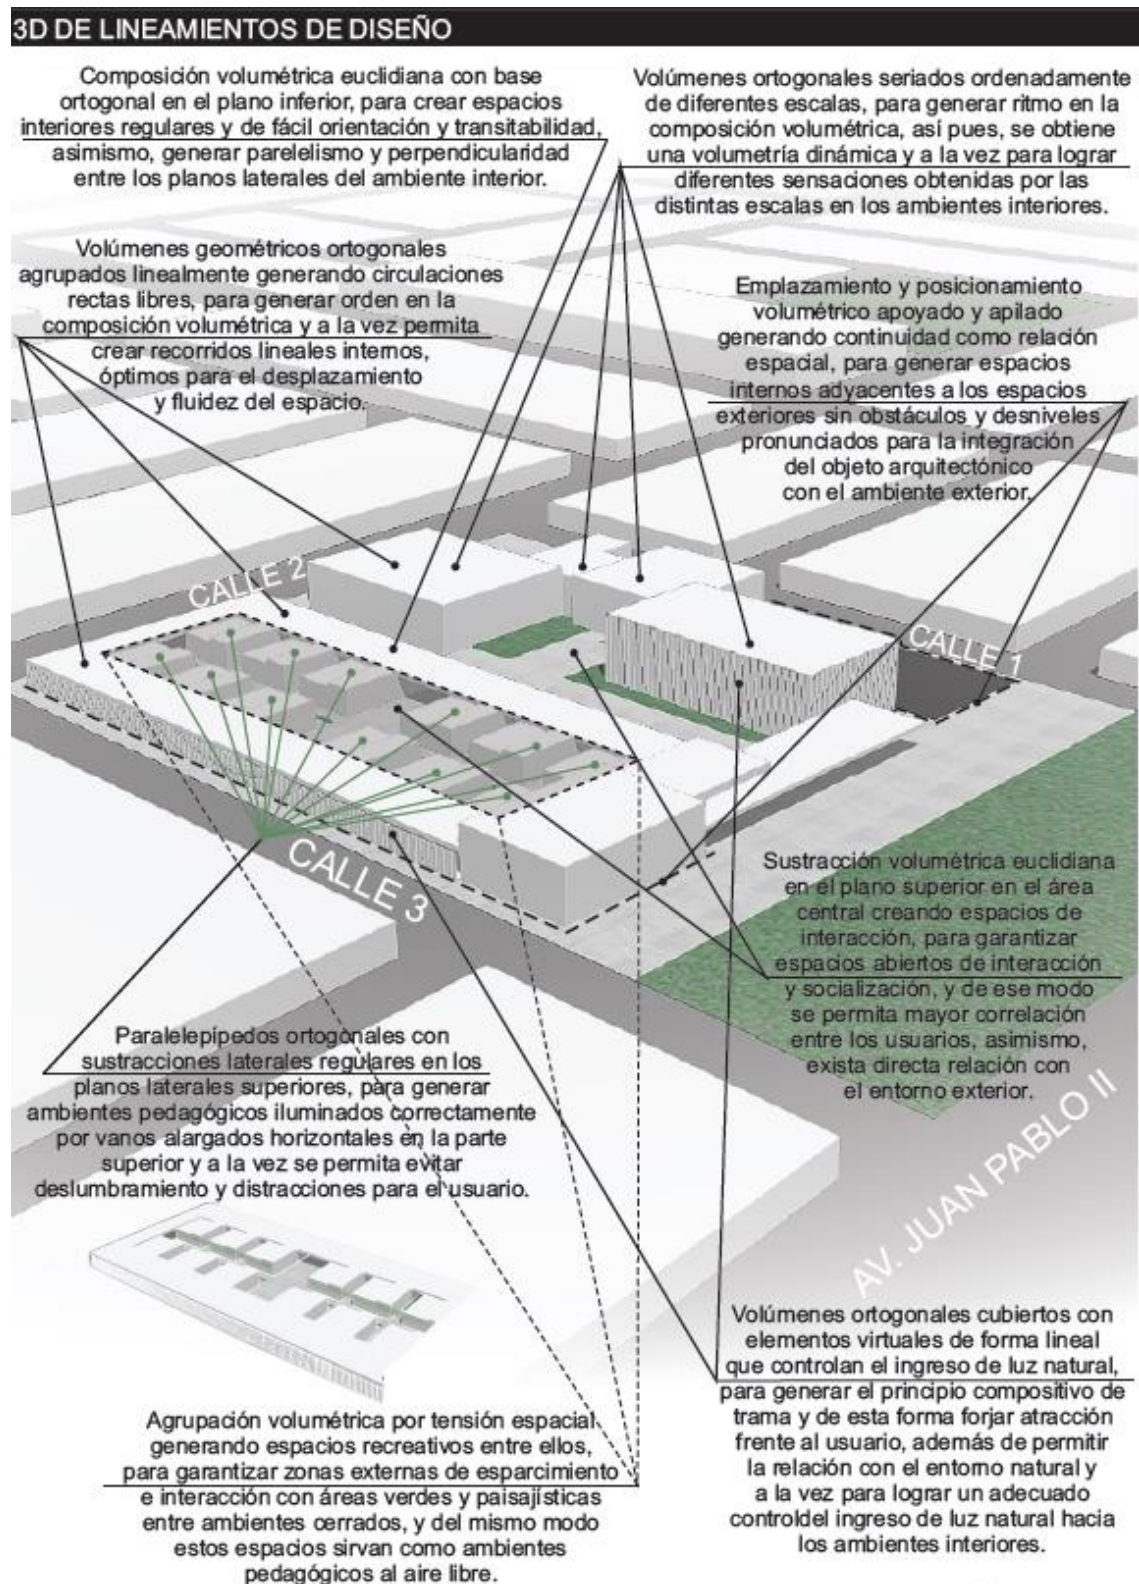 3D DE LINEAMIENTOS DE DISEÑO
Composición volumétrica euclidiana con base
ortogonal en el plano inferior, para crear espacios
interiores regulares y de fácil orientación y transitabilidad,
asimismo, generar parelelismo y perpendicularidad
entre los planos laterales del ambiente interior.
Volúmenes ortogonales seriados ordenadamente
de diferentes escalas, para generar ritmo en la
composición volumétrica, así pues, se obtiene
una volumetría dinámica y a la vez para lograr
diferentes sensaciones obtenidas por las
distintas escalas en los ambientes interiores.
Volúmenes geométricos ortogonales
agrupados linealmente generando circulaciones
rectas libres, para generar orden en la
composición volumétrica y a la vez permita
crear recorridos lineales internos,
óptimos para el desplazamiento
y fluidez del espacio.
Emplazamiento y posicionamiento
volumétrico apoyado y apilado
generando continuidad como relación
espacial, para generar espacios
internos adyacentes a los espacios
exteriores sin obstáculos y desniveles
pronunciados para la integración
del objeto arquitectónico
con el ambiente exterior.
CALLE 2
CALLE 1
CALLE 3
Sustracción volumétrica euclidiana
en el plano superior en el área
central creando espacios de
interacción, para garantizar
espacios abiertos de interacción
y socialización, y de ese modo
se permita mayor correlación
entre los usuarios, asimismo,
exista directa relación con
el entorno exterior.
Paralelepípedos ortogonales con
sustracciones laterales regulares en los
planos laterales superiores, para generar
ambientes pedagógicos iluminados correctamente
por vanos alargados horizontales en la parte
superior y a la vez se permita evitar
deslumbramiento y distracciones para el usuario.
AV. JUAN PABLO II
Volúmenes ortogonales cubiertos con
elementos virtuales de forma lineal
que controlan el ingreso de luz natural,
para generar el principio compositivo de
trama y de esta forma forjar atracción
frente al usuario, además de permitir
la relación con el entorno natural y
a la vez para lograr un adecuado
controldel ingreso de luz natural hacia
los ambientes interiores.
Agrupación volumétrica por tensión espacial
generando espacios recreativos entre ellos,
para garantizar zonas externas de esparcimiento
e interacción con áreas verdes y paisajísticas
entre ambientes cerrados, y del mismo modo
estos espacios sirvan como ambientes
pedagógicos al aire libre.